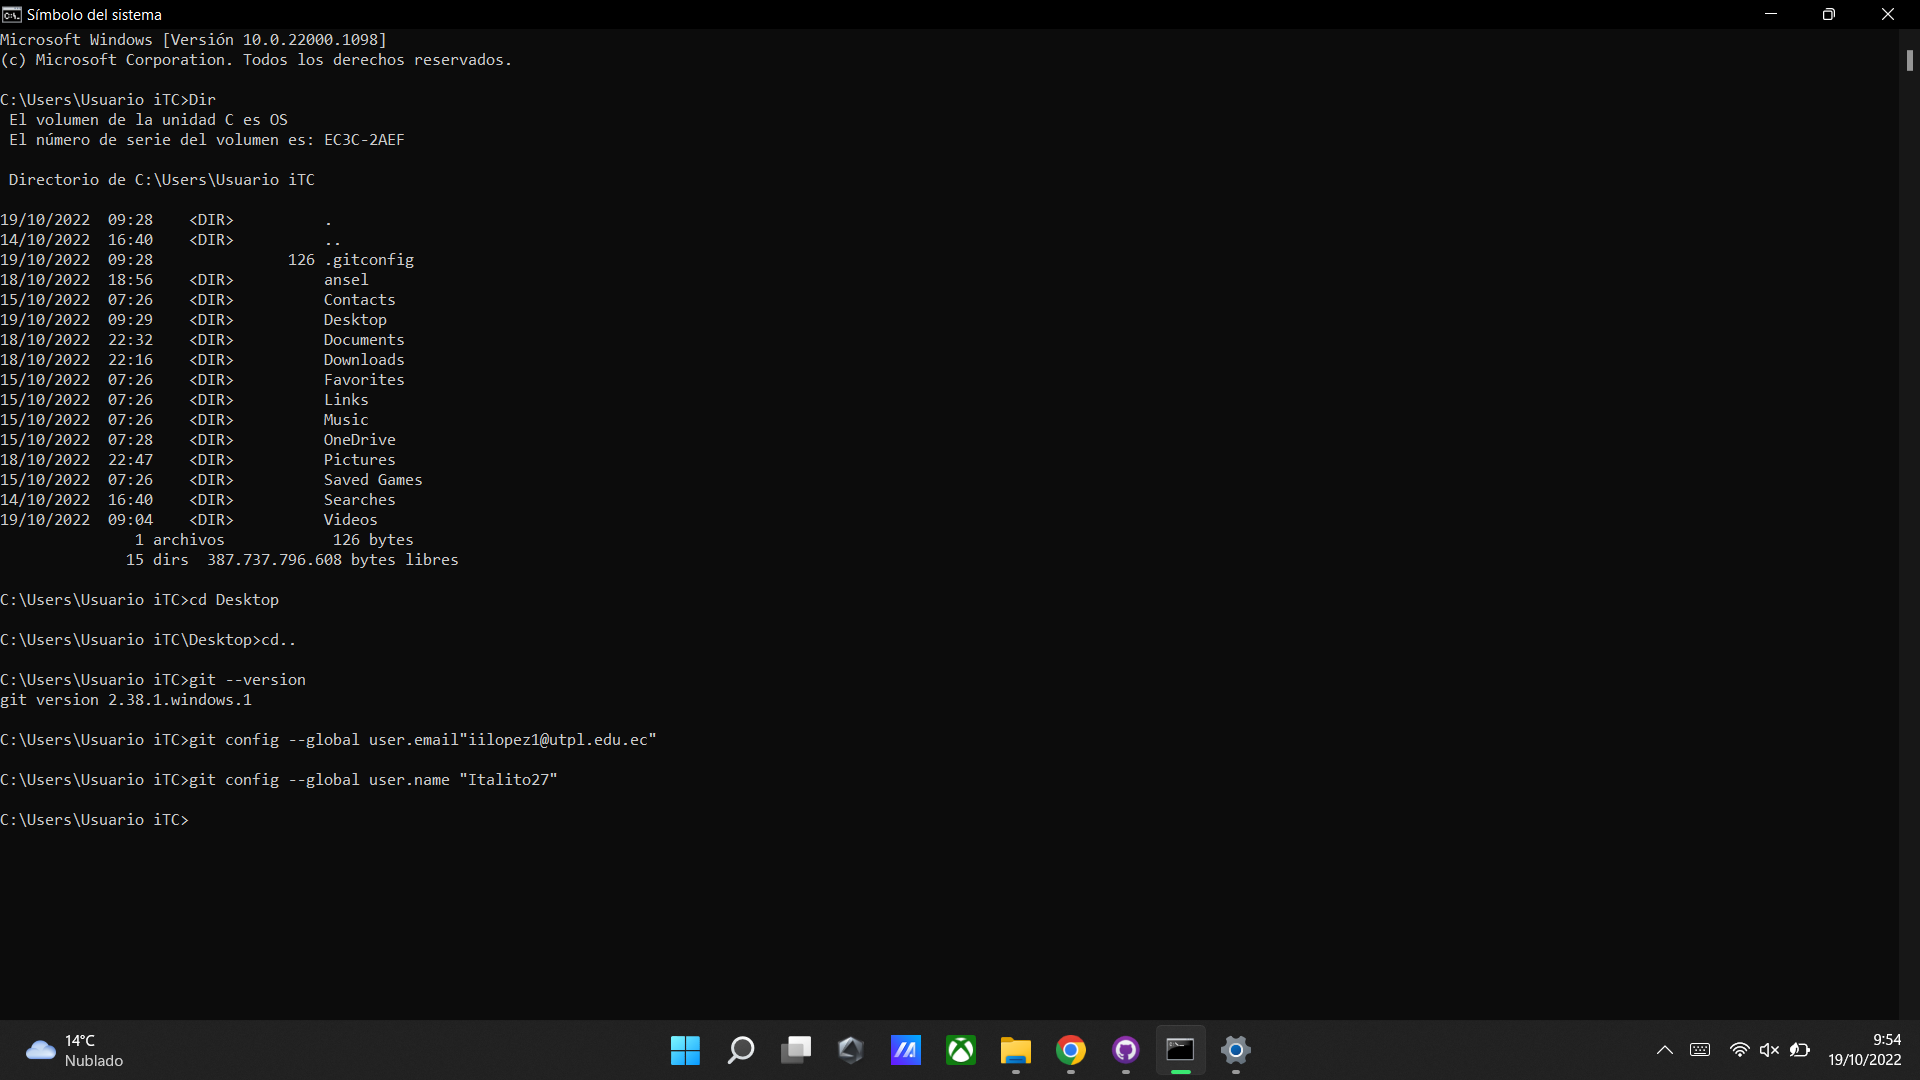 Símbolo del sistema
Microsoft Windows [Versión 10.0.22000.1098]
(c) Microsoft Corporation. Todos los derechos reservados.
C:\Users\Usuario iTC>Dir
El volumen de la unidad C es OS
El número de serie del volumen es: EC3C-2AEF
Directorio de C:\Users\Usuario iTC
19/10/2022  09:28    <DIR>          .
14/10/2022  16:40    <DIR>          ..
19/10/2022  09:28               126 .gitconfig
18/10/2022  18:56    <DIR>          ansel
15/10/2022  07:26    <DIR>          Contacts
19/10/2022  09:29    <DIR>          Desktop
18/10/2022  22:32    <DIR>          Documents
18/10/2022  22:16    <DIR>          Downloads
15/10/2022  07:26    <DIR>          Favorites
15/10/2022  07:26    <DIR>          Links
15/10/2022  07:26    <DIR>          Music
15/10/2022  07:28    <DIR>          OneDrive
18/10/2022  22:47    <DIR>          Pictures
15/10/2022  07:26    <DIR>          Saved Games
14/10/2022  16:40    <DIR>          Searches
19/10/2022  09:04    <DIR>          Videos
1 archivos            126 bytes
15 dirs  387.737.796.608 bytes libres
C:\Users\Usuario iTC>cd Desktop
C:\Users\Usuario iTC\Desktop>cd..
C:\Users\Usuario iTC>git --version
git version 2.38.1.windows.1
C:\Users\Usuario iTC>git config --global user.email"iilopez1@utpl.edu.ec"
C:\Users\Usuario iTC>git config --global user.name "Italito27"
C:\Users\Usuario iTC>
14°C
Nublado
9:54
19/10/2022